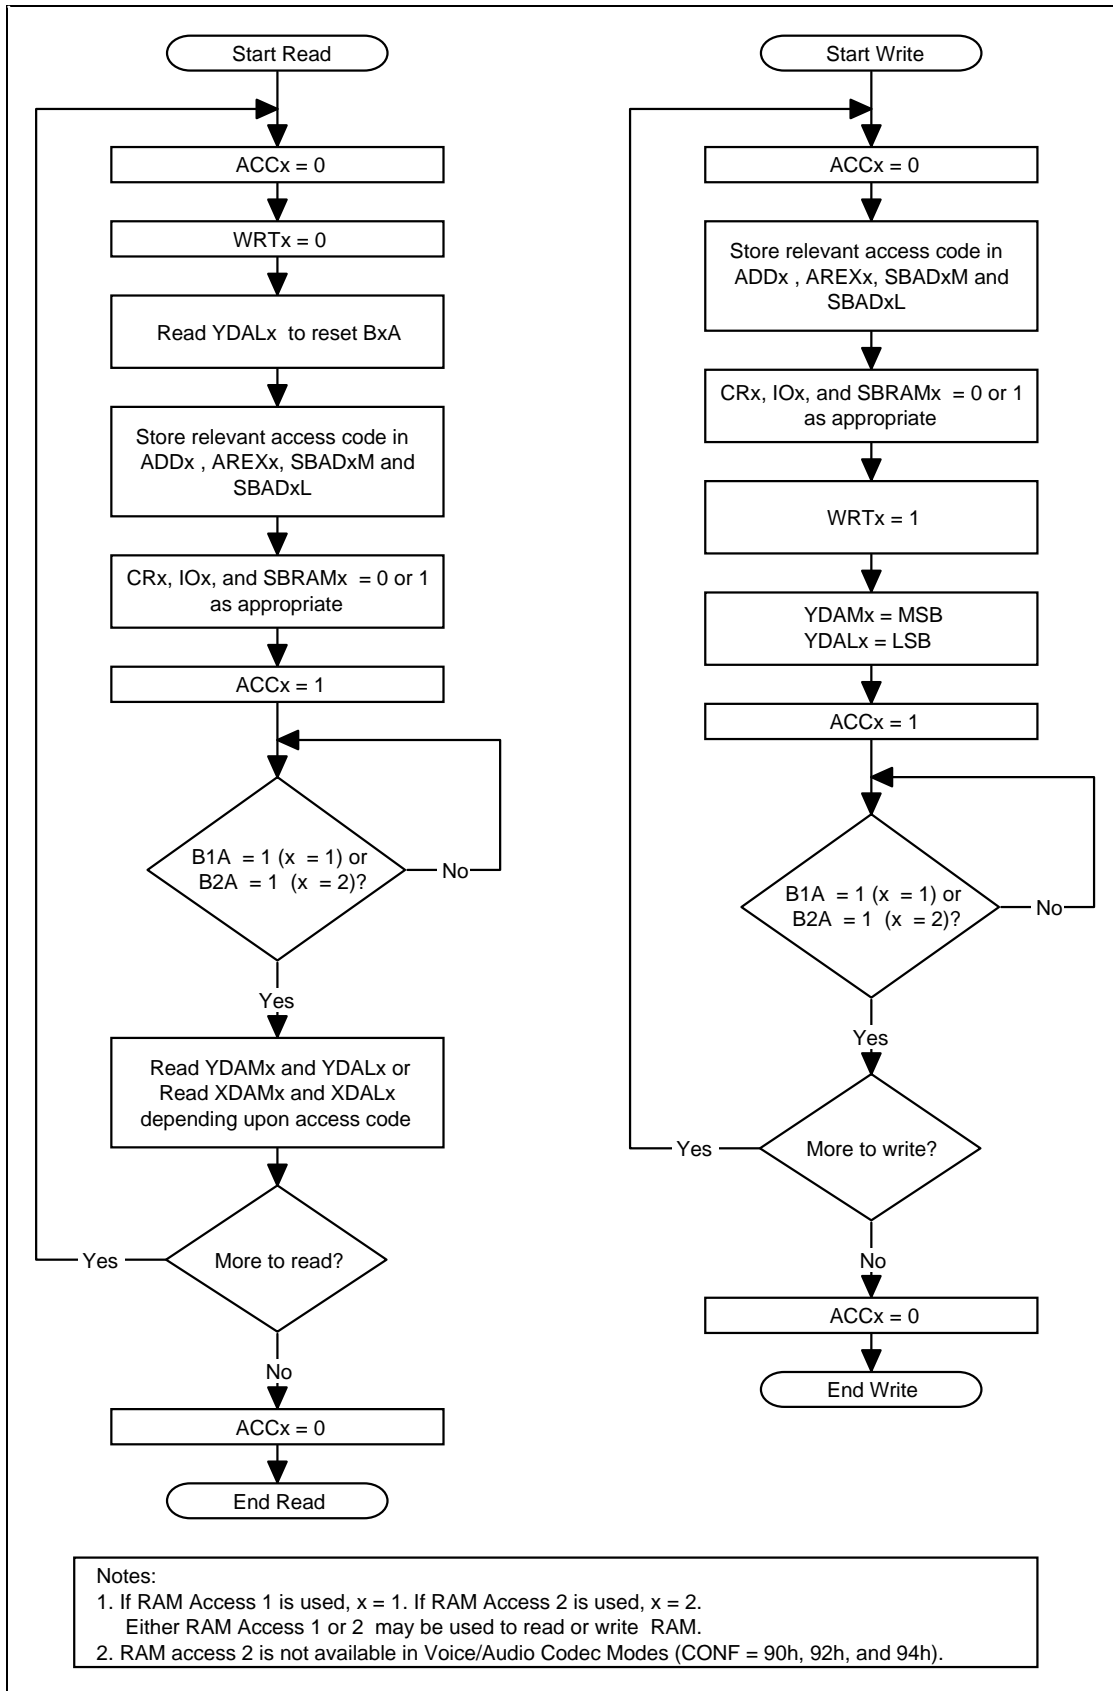 Start Read
ACCx = 0
WRTx = 0
Read YDALx to reset BxA
Store relevant access code in
ADDx , AREXx, SBADxM and
SBADxL
CRx, IOx, and SBRAMx = 0 or 1
as appropriate
ACCx = 1
B1A = 1 (x = 1) or
B2A = 1 (x = 2)?
No
Yes
Read YDAMx and YDALx or
Read XDAMx and XDALx
depending upon access code
More to read?
Yes
No
ACCx = 0
End Read
Start Write
ACCx = 0
Store relevant access code in
ADDx , AREXx, SBADxM and
SBADxL
CRx, IOx, and SBRAMx = 0 or 1
as appropriate
WRTx = 1
YDAMx = MSB
YDALx = LSB
ACCx = 1
B1A = 1 (x = 1) or
B2A = 1 (x = 2)?
No
Yes
More to write?
Yes
No
ACCx = 0
End Write
Notes:
1. If RAM Access 1 is used, x = 1. If RAM Access 2 is used, x = 2.
Either RAM Access 1 or 2 may be used to read or write RAM.
2. RAM access 2 is not available in Voice/Audio Codec Modes (CONF = 90h, 92h, and 94h).